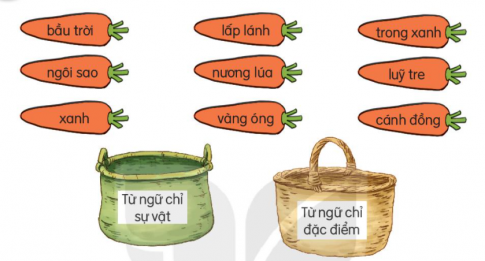 bầu trời
lấp lánh
trong xanh
ngôi sao
nương lúa
luỹ tre
xanh
vàng óng
cánh đồng
Từ ngữ chỉ
sự vật
Từ ngữ chỉ
đặc điểm